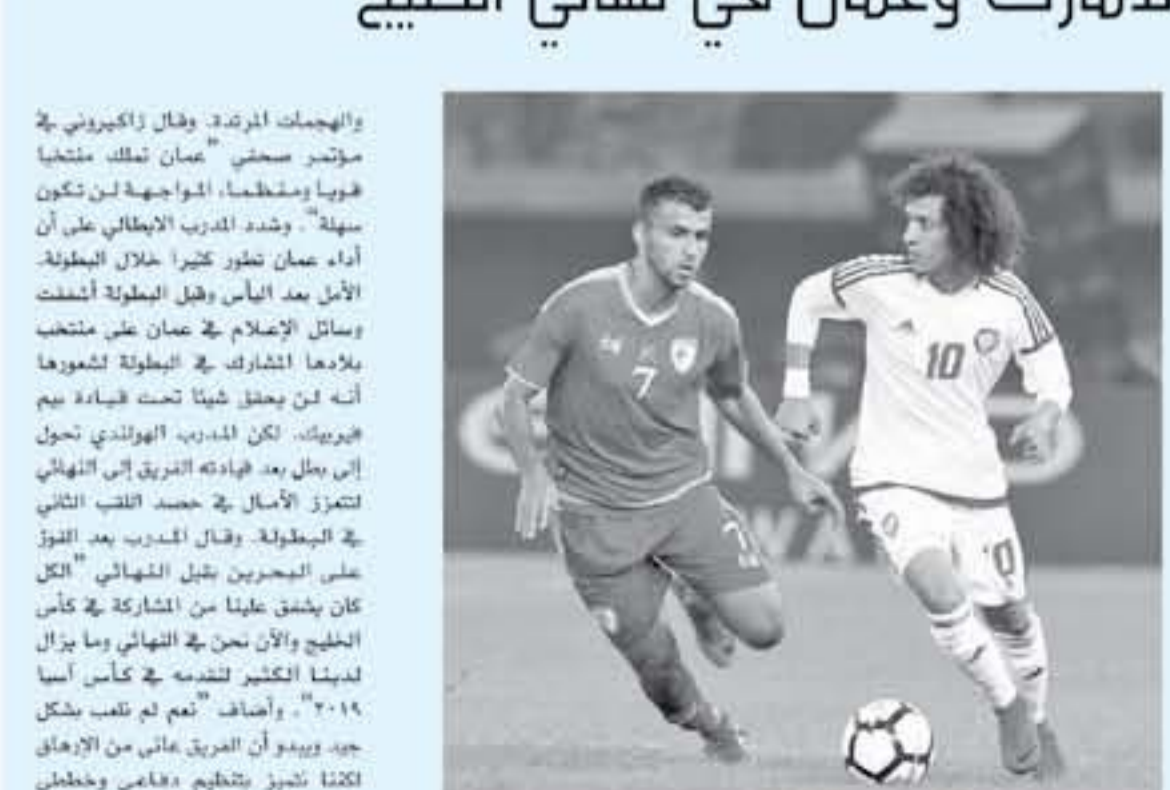 وعمان في نهائي
والهجمات المرتدة. وقال زاكيروني في
مؤتمر صحفي "عمان تملك منتخبا
قويا ومنظما، المواجهة لن تكون
سهلة". وشدد المدرب الايطالي على أن
أداء عمان تطور كثيرا خلال البطولة.
الأمل بعد اليأس وقبل البطولة أشفقت
وسائل الإعلام في عمان على منتخب
بلادها المشارك في البطولة لشعورها
أنه لن يحقق شيئا تحت قيادة بيم
فيربيك. لكن المدرب الهولندي تحول
إلى بطل بعد قيادته الفريق إلى النهائي
لتتعزز الأمال في حصد اللقب الثاني
في البطولة. وقال المدرب بعد الفوز
على البحرين بقبل النهائي "الكل
كان يشفق علينا من المشاركة في كأس
الخليج والآن نحن في النهائي وما يزال
لدينا الكثير لنقدمه في كأس آسيا
٢٠١٩". وأضاف "نعم لم نلعب بشكل
جيد ويبدو أن الفريق عانى من الإرهاق
لكننا نتميز بتنظيم دفاعي وخططي
7
10
10